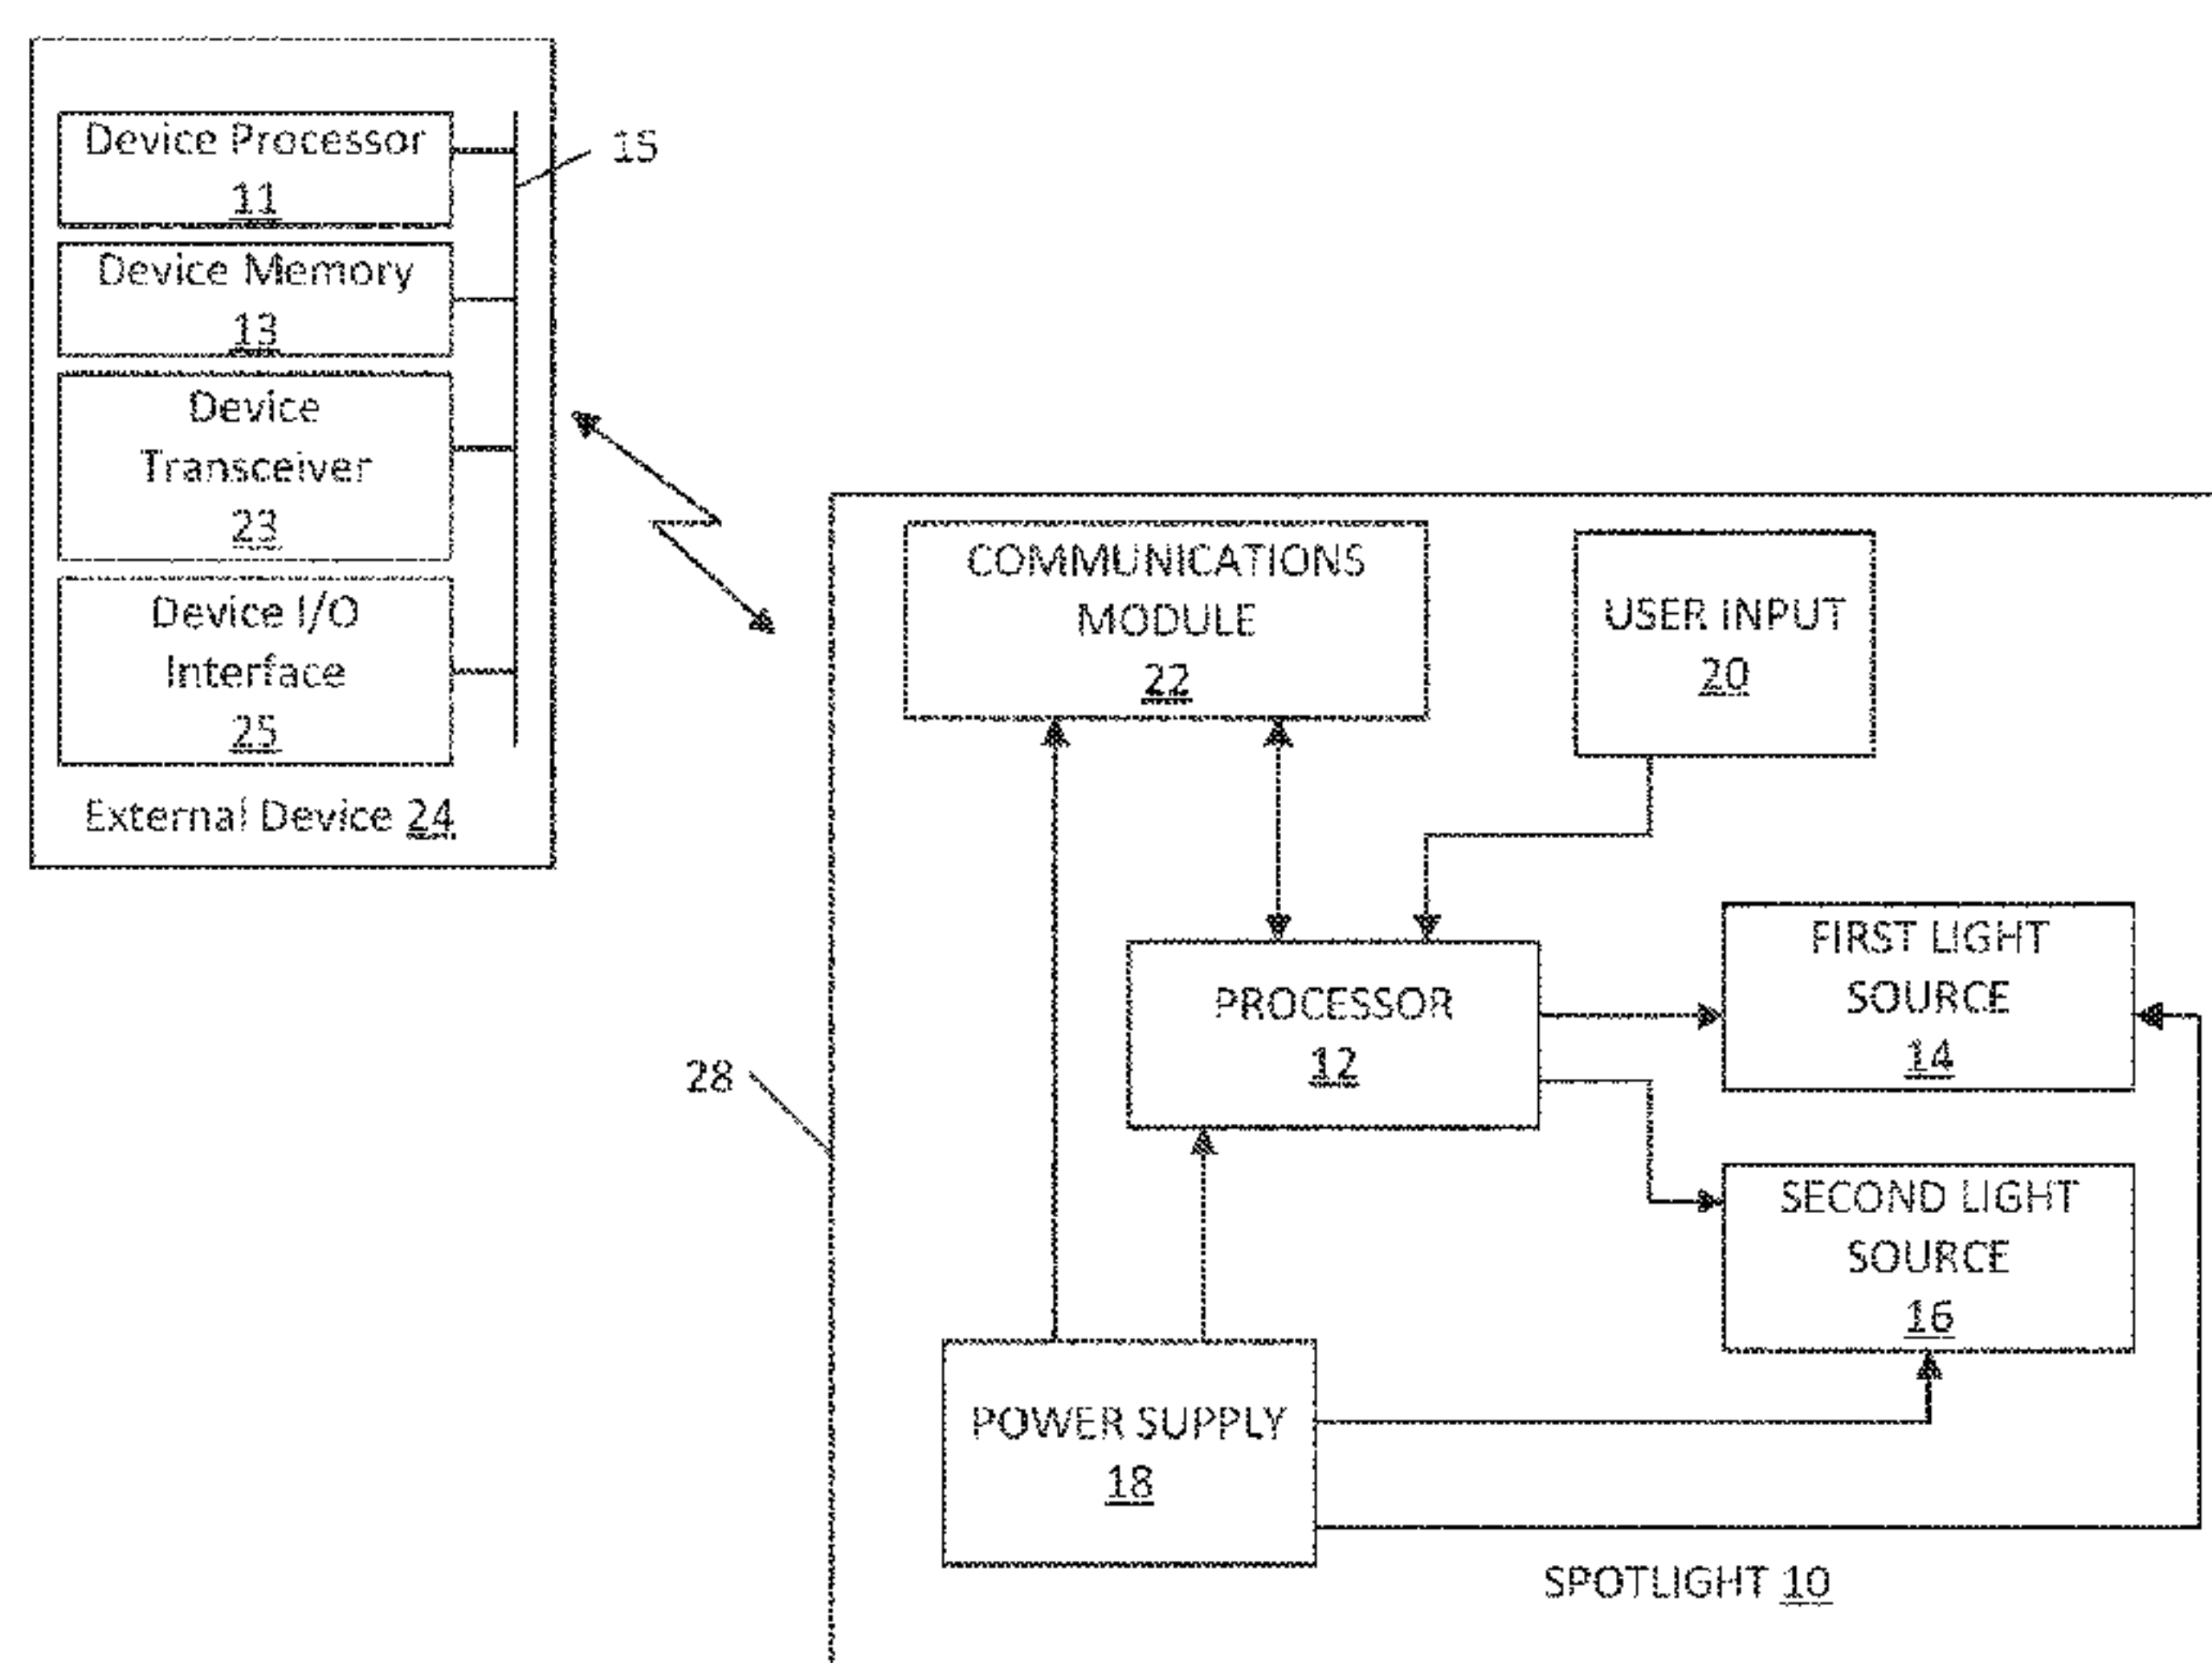 Device Processor
11
15
Device Memory
13
Device
Transceiver
23
Device I/O
Interface
25
External Device 24
COMMUNICATIONS
MODULE
22
USER INPUT
20
PROCESSOR
12
FIRST LIGHT
SOURCE
14
28
SECOND LIGHT
SOURCE
16
POWER SUPPLY
18
SPOTLIGHT 10